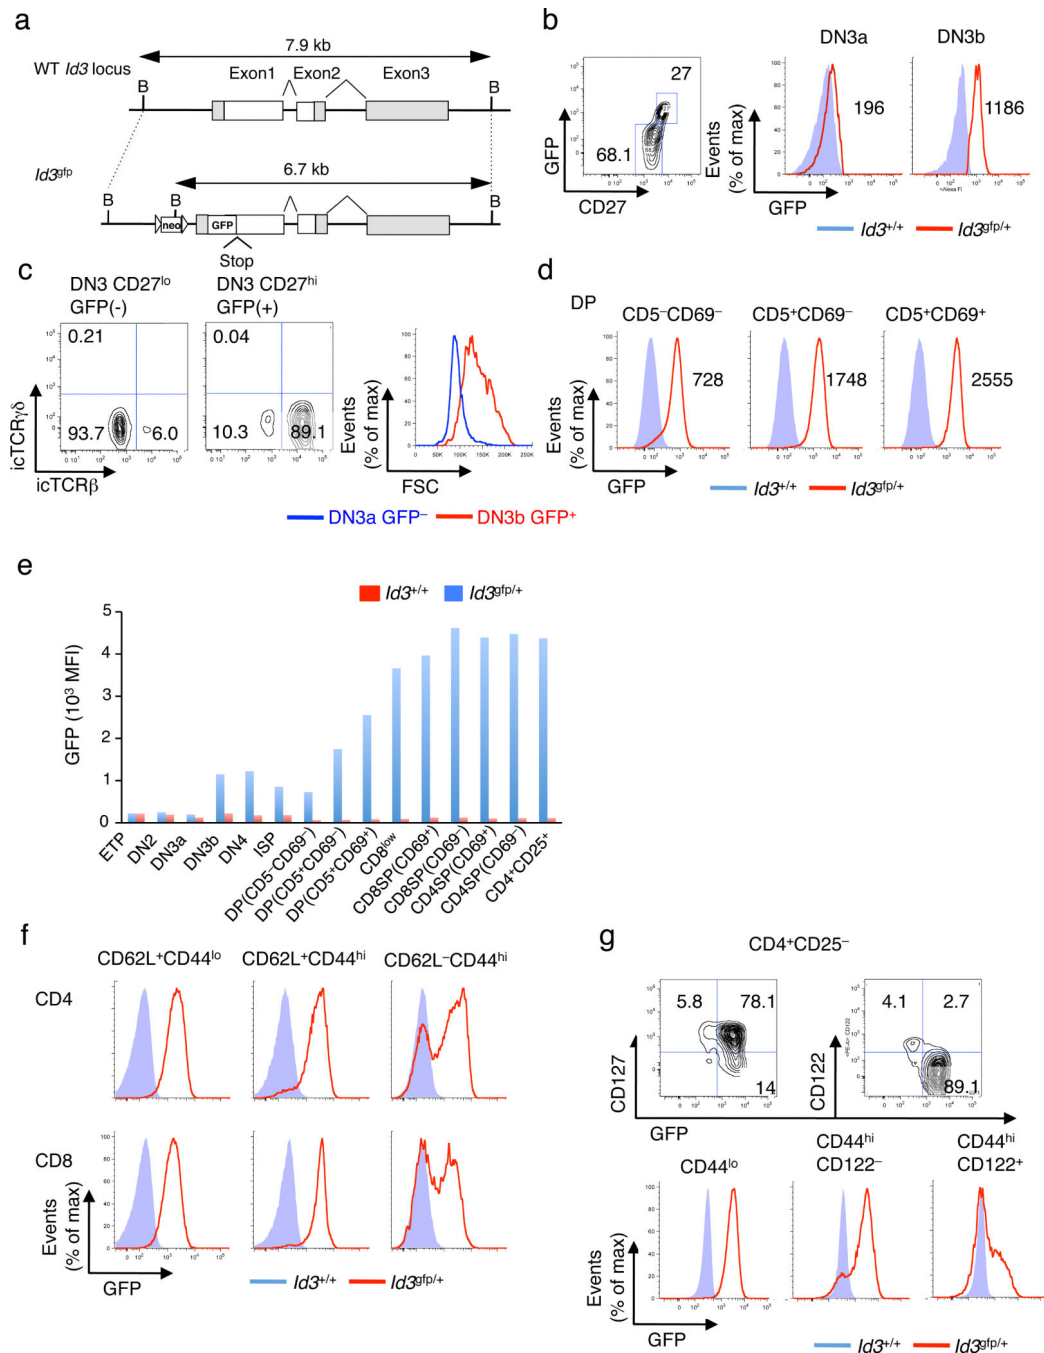 a
7.9 kb
WT Id3 locus
Exon1 Exon2 Exon3
B B
Id3gfp
6.7 kb
B B B
neo GFP
Stop
b
DN3a DN3b
27
68.1
GFP
CD27
Events
(% of max)
196
1186
GFP
Id3+/+ Id3gfp/+
c
DN3 CD27lo
GFP(-)
DN3 CD27hi
GFP(+)
0.21
93.7
6.0
0.04
10.3
89.1
icTCRγδ
icTCRβ
Events
(% of max)
FSC
DN3a GFP– DN3b GFP+
d
DP
CD5–CD69– CD5+CD69– CD5+CD69+
728
1748
2555
Events
(% of max)
GFP
Id3+/+ Id3gfp/+
e
Id3+/+ Id3gfp/+
GFP (10³ MFI)
5
4
3
2
1
0
ETP
DN2
DN3a
DN3b
DN4
ISP
DP(CD5–CD69–)
DP(CD5+CD69–)
DP(CD5+CD69+)
CD8low
CD8SP(CD69+)
CD8SP(CD69–)
CD4SP(CD69+)
CD4SP(CD69–)
CD4+CD25+
f
CD62L+CD44lo CD62L+CD44hi CD62L–CD44hi
CD4
CD8
Events
(% of max)
GFP
Id3+/+ Id3gfp/+
g
CD4+CD25–
5.8 78.1
14
CD127
4.1 2.7
89.1
CD122
GFP
CD44lo
CD44hi
CD122–
CD44hi
CD122+
Events
(% of max)
GFP
Id3+/+ Id3gfp/+